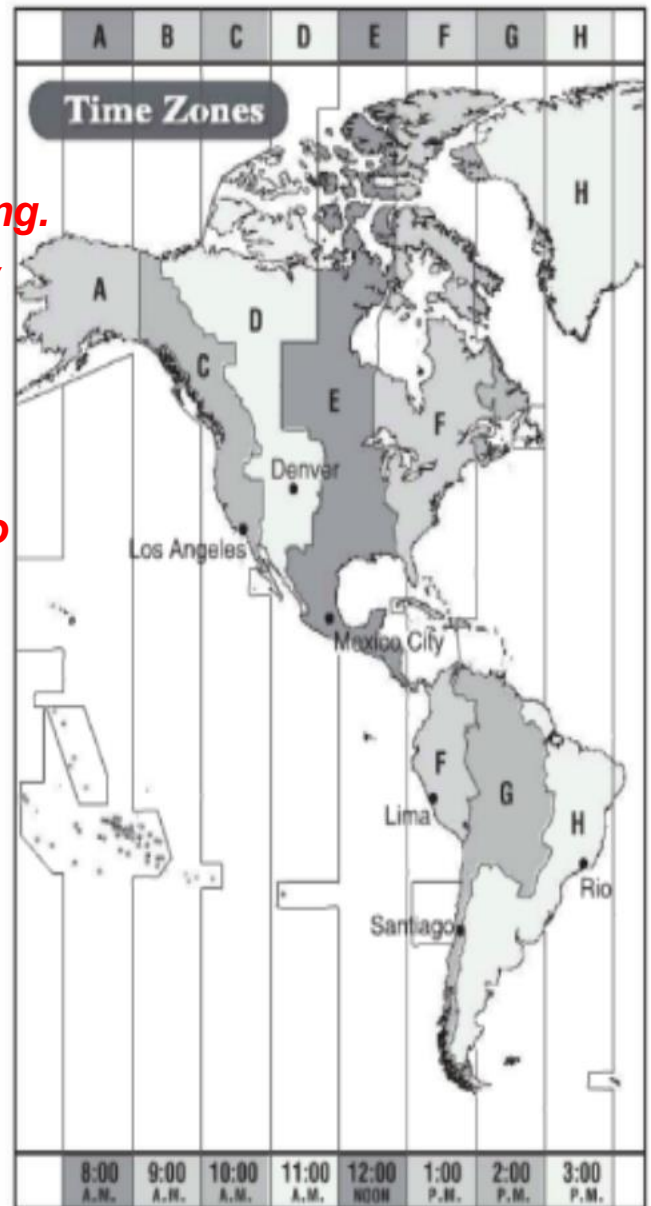 A B C D E F G H
Time Zones
H
A
D
C
E
F
Denver
Los Angeles
Mexico City
F
G
H
Lima
Rio
Santiago
8:00 9:00 10:00 11:00 12:00 1:00 2:00 3:00
A.M. A.M. A.M. A.M. NOON P.M. P.M. P.M.